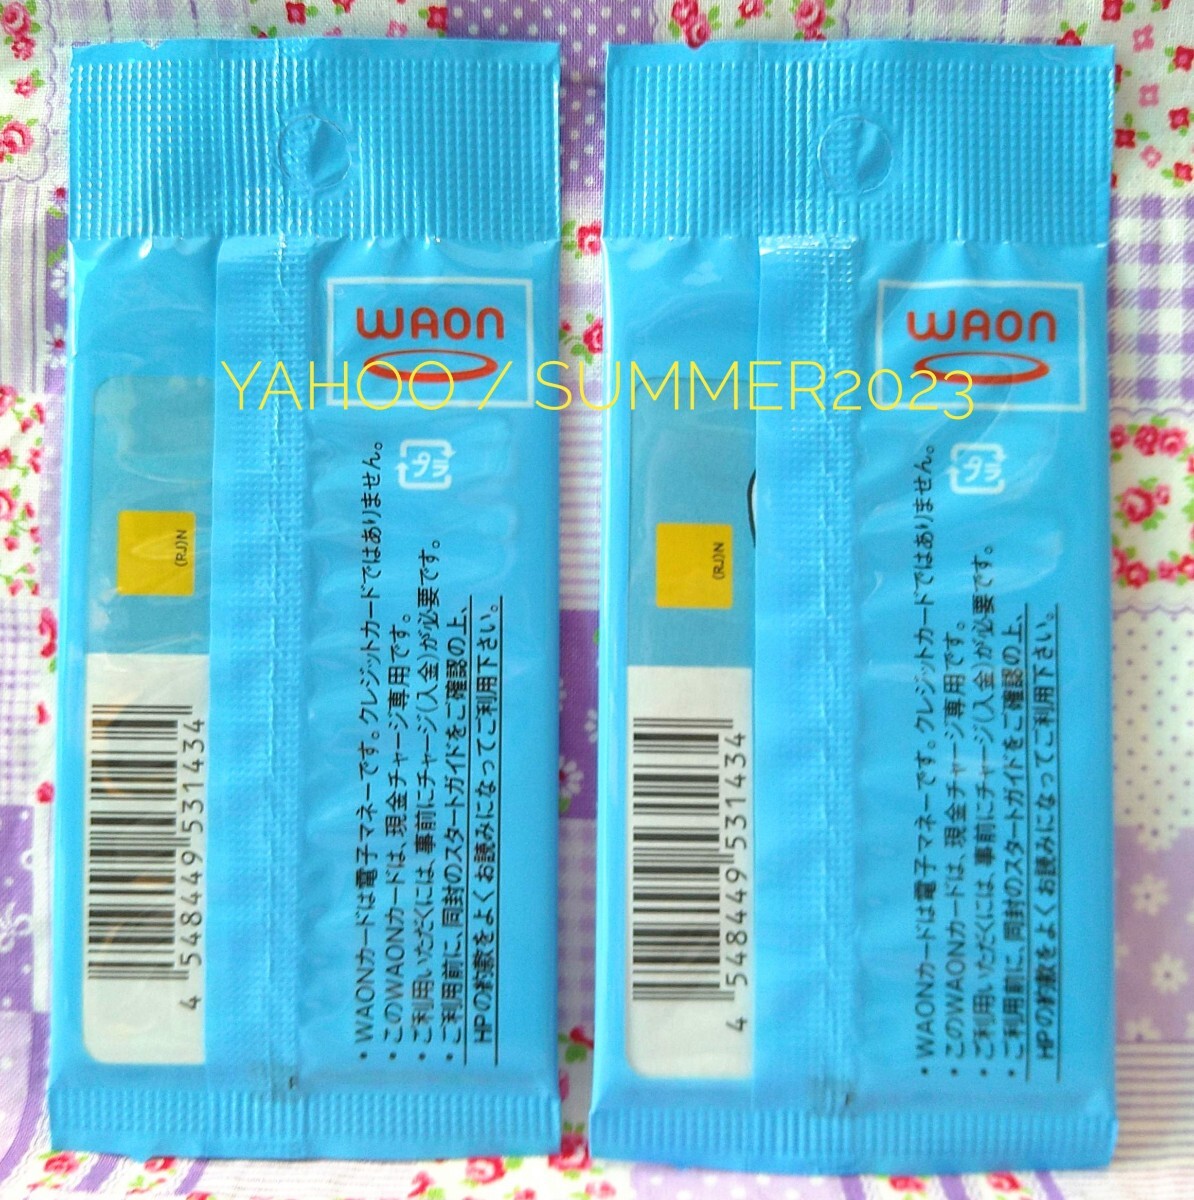 WAON
プラ
(RJ)N
4 548449 531434
・WAONカードは電子マネーです。クレジットカードではありません。
・このWAONカードは、現金チャージ専用です。
・ご利用いただくには、事前にチャージ(入金)が必要です。
・ご利用前に、同封のスタートガイドをご確認の上、
HPの約款をよくお読みになってご利用下さい。
WAON
プラ
(RJ)N
4 548449 531434
・WAONカードは電子マネーです。クレジットカードではありません。
・このWAONカードは、現金チャージ専用です。
・ご利用いただくには、事前にチャージ(入金)が必要です。
・ご利用前に、同封のスタートガイドをご確認の上、
HPの約款をよくお読みになってご利用下さい。
YAHOO / SUMMER2023